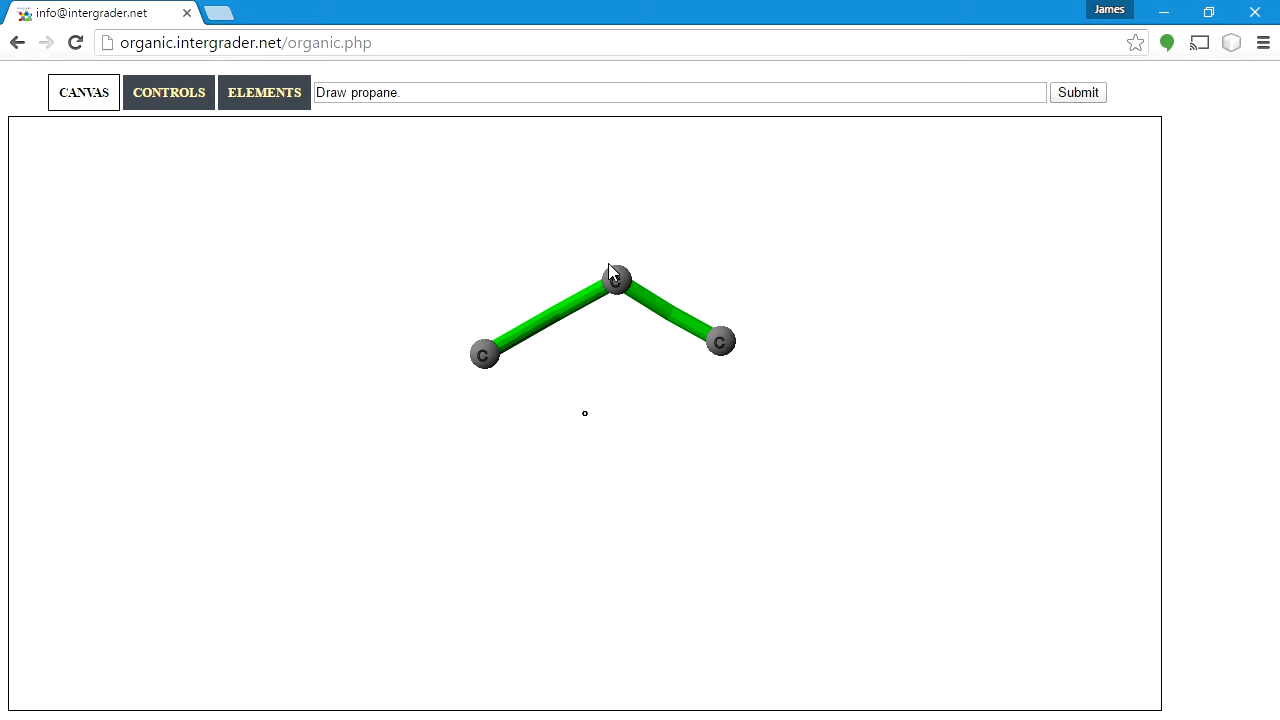 info@intergrader.net
James
organic.intergrader.net/organic.php
CANVAS CONTROLS ELEMENTS Draw propane. Submit
C
C C
o